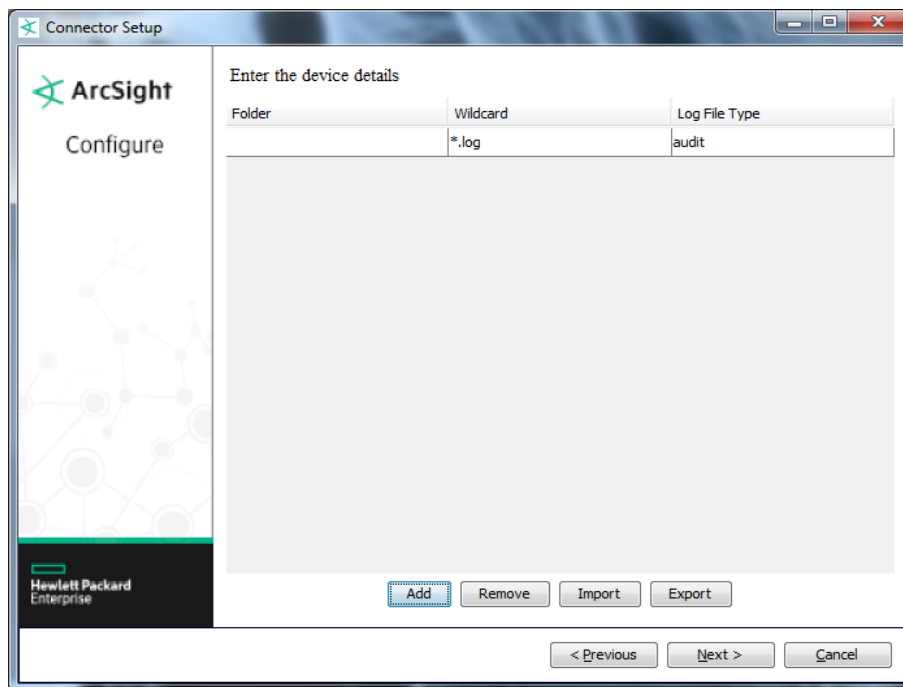 Connector Setup
ArcSight
Configure
Enter the device details
Folder Wildcard Log File Type
*.log audit
Hewlett Packard
Enterprise
Add Remove Import Export
< Previous Next > Cancel